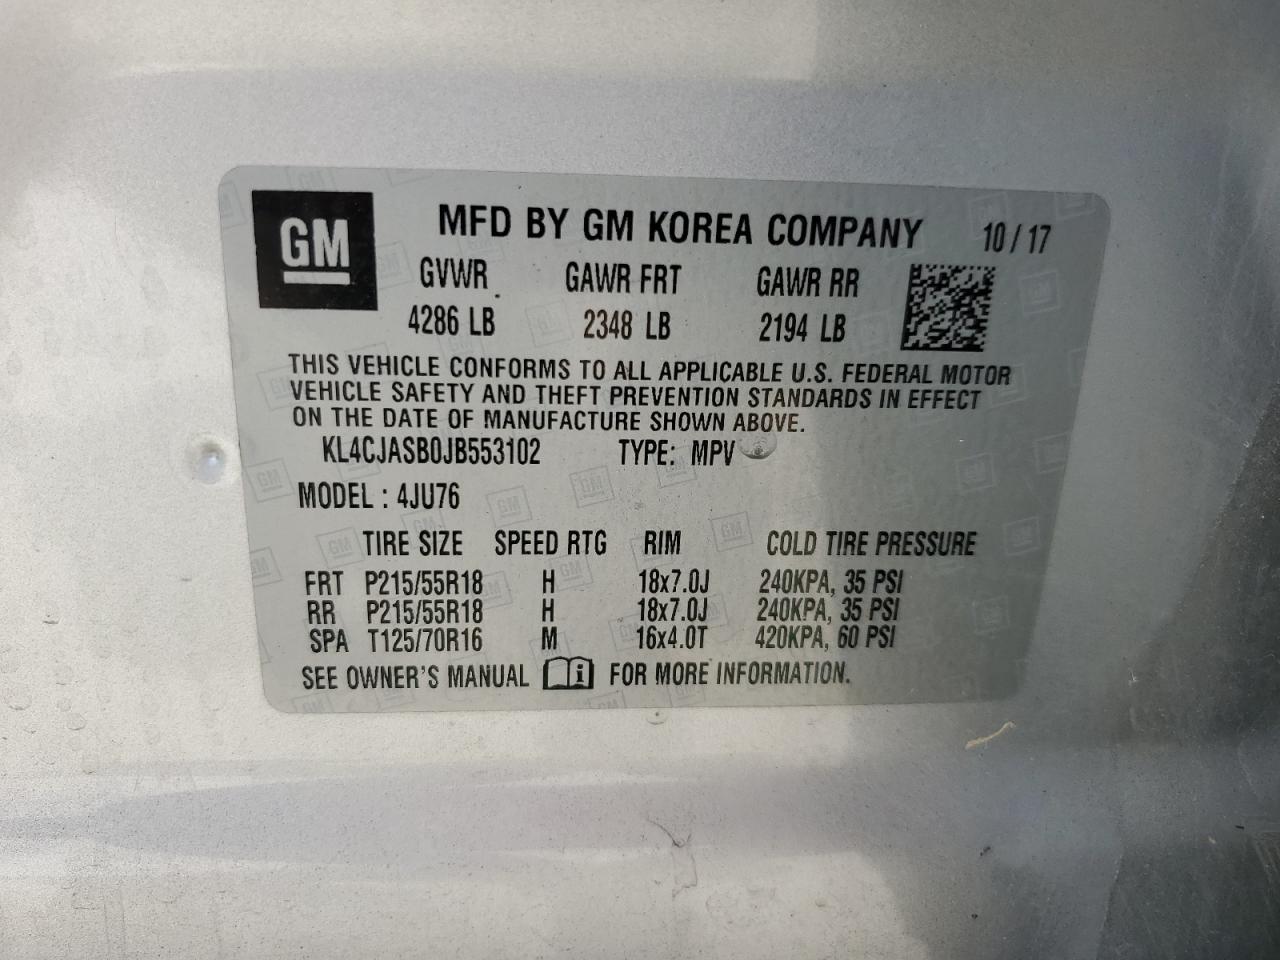 GM
MFD BY GM KOREA COMPANY 10/17
GVWR GAWR FRT GAWR RR
4286 LB 2348 LB 2194 LB
THIS VEHICLE CONFORMS TO ALL APPLICABLE U.S. FEDERAL MOTOR
VEHICLE SAFETY AND THEFT PREVENTION STANDARDS IN EFFECT
ON THE DATE OF MANUFACTURE SHOWN ABOVE.
KL4CJASB0JB553102 TYPE: MPV
MODEL : 4JU76
TIRE SIZE SPEED RTG RIM COLD TIRE PRESSURE
FRT P215/55R18 H 18x7.0J 240KPA, 35 PSI
RR P215/55R18 H 18x7.0J 240KPA, 35 PSI
SPA T125/70R16 M 16x4.0T 420KPA, 60 PSI
SEE OWNER'S MANUAL i FOR MORE INFORMATION.